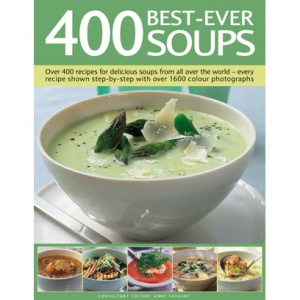 400 BEST-EVER
SOUPS
Over 400 recipes for delicious soups from all over the world – every
recipe shown step-by-step with over 1600 colour photographs
CONSULTANT EDITOR: ANNE SHEASBY